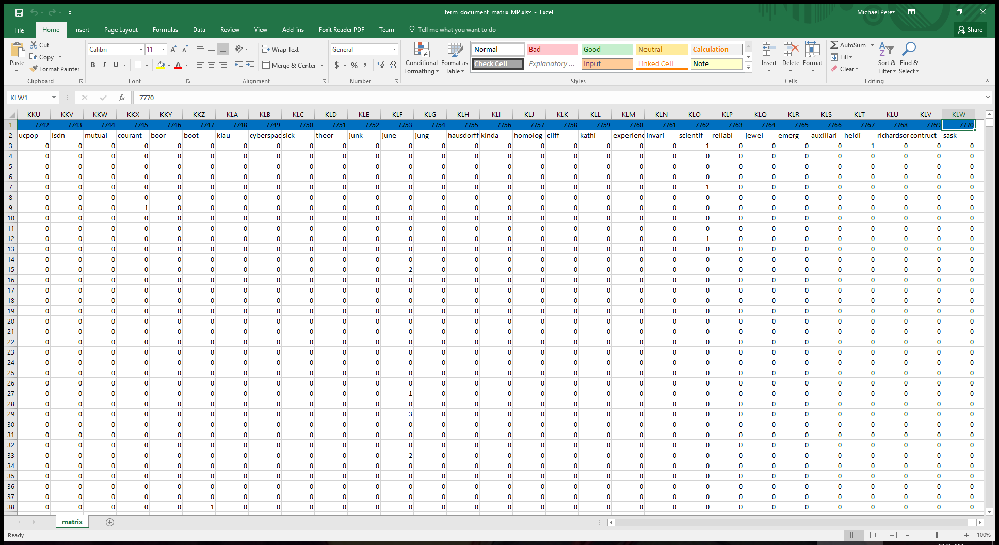 term_document_matrix_MP.xlsx - Excel
Michael Perez
File Home Insert Page Layout Formulas Data Review View Add-ins Foxit Reader PDF Team Tell me what you want to do
Share
Paste
Cut
Copy
Format Painter
Clipboard
Calibri 11
B I U
Font
Wrap Text
Merge & Center
Alignment
General
$ % ,
Number
Conditional Formatting
Format as Table
Normal Bad Good Neutral Calculation
Check Cell Explanatory ... Input Linked Cell Note
Styles
Insert Delete Format
Cells
AutoSum
Fill
Clear
Sort & Filter
Find & Select
Editing
KLW1 fx 7770
KKU KKV KKW KKX KKY KKZ KLA KLB KLC KLD KLE KLF KLG KLH KLI KLJ KLK KLL KLM KLN KLO KLP KLQ KLR KLS KLT KLU KLV KLW
1 7742 7743 7744 7745 7746 7747 7748 7749 7750 7751 7752 7753 7754 7755 7756 7757 7758 7759 7760 7761 7762 7763 7764 7765 7766 7767 7768 7769 7770
2 ucpop isdn mutual courant boor boot klau cyberspac sick theor junk june jung hausdorff kinda homolog cliff kathi experienc invari scientif reliabl jewel emerg auxiliari heidi richardson contruct sask
3 0 0 0 0 0 0 0 0 0 0 0 0 0 0 0 0 0 0 0 0 1 0 0 0 0 1 0 0 0
4 0 0 0 0 0 0 0 0 0 0 0 0 0 0 0 0 0 0 0 0 0 0 0 0 0 0 0 0 0
5 0 0 0 0 0 0 0 0 0 0 0 0 0 0 0 0 0 0 0 0 0 0 0 0 0 0 0 0 0
6 0 0 0 0 0 0 0 0 0 0 0 0 0 0 0 0 0 0 0 0 0 0 0 0 0 0 0 0 0
7 0 0 0 0 0 0 0 0 0 0 0 0 0 0 0 0 0 0 0 0 1 0 0 0 0 0 0 0 0
8 0 0 0 0 0 0 0 0 0 0 0 0 0 0 0 0 0 0 0 0 0 0 0 0 0 0 0 0 0
9 0 0 0 1 0 0 0 0 0 0 0 0 0 0 0 0 0 0 0 0 0 0 0 0 0 0 0 0 0
10 0 0 0 0 0 0 0 0 0 0 0 0 0 0 0 0 0 0 0 0 0 0 0 0 0 0 0 0 0
11 0 0 0 0 0 0 0 0 0 0 0 0 0 0 0 0 0 0 0 0 0 0 0 0 0 0 0 0 0
12 0 0 0 0 0 0 0 0 0 0 0 0 0 0 0 0 0 0 0 0 1 0 0 0 0 0 0 0 0
13 0 0 0 0 0 0 0 0 0 0 0 0 0 0 0 0 0 0 0 0 0 0 0 0 0 0 0 0 0
14 0 0 0 0 0 0 0 0 0 0 0 0 0 0 0 0 0 0 0 0 0 0 0 0 0 0 0 0 0
15 0 0 0 0 0 0 0 0 0 0 0 2 0 0 0 0 0 0 0 0 0 0 0 0 0 0 0 0 0
16 0 0 0 0 0 0 0 0 0 0 0 0 0 0 0 0 0 0 0 0 0 0 0 0 0 0 0 0 0
17 0 0 0 0 0 0 0 0 0 0 0 0 0 0 0 0 0 0 0 0 0 0 0 0 0 0 0 0 0
18 0 0 0 0 0 0 0 0 0 0 0 0 0 0 0 0 0 0 0 0 0 0 0 0 0 0 0 0 0
19 0 0 0 0 0 0 0 0 0 0 0 0 0 0 0 0 0 0 0 0 0 0 0 0 0 0 0 0 0
20 0 0 0 0 0 0 0 0 0 0 0 0 0 0 0 0 0 0 0 0 0 0 0 0 0 0 0 0 0
21 0 0 0 0 0 0 0 0 0 0 0 0 0 0 0 0 0 0 0 0 0 0 0 0 0 0 0 0 0
22 0 0 0 0 0 0 0 0 0 0 0 0 0 0 0 0 0 0 0 0 0 0 0 0 0 0 0 0 0
23 0 0 0 0 0 0 0 0 0 0 0 0 0 0 0 0 0 0 0 0 0 0 0 0 0 0 0 0 0
24 0 0 0 0 0 0 0 0 0 0 0 0 0 0 0 0 0 0 0 0 0 0 0 0 0 0 0 0 0
25 0 0 0 0 0 0 0 0 0 0 0 0 0 0 0 0 0 0 0 0 0 0 0 0 0 0 0 0 0
26 0 0 0 0 0 0 0 0 0 0 0 0 0 0 0 0 0 0 0 0 0 0 0 0 0 0 0 0 0
27 0 0 0 0 0 0 0 0 0 0 0 1 0 0 0 0 0 0 0 0 0 0 0 0 0 0 0 0 0
28 0 0 0 0 0 0 0 0 0 0 0 0 0 0 0 0 0 0 0 0 0 0 0 0 0 0 0 0 0
29 0 0 0 0 0 0 0 0 0 0 0 3 0 0 0 0 0 0 0 0 0 0 0 0 0 0 0 0 0
30 0 0 0 0 0 0 0 0 0 0 0 0 0 0 0 0 0 0 0 0 0 0 0 0 0 0 0 0 0
31 0 0 0 0 0 0 0 0 0 0 0 0 0 0 0 0 0 0 0 0 0 0 0 0 0 0 0 0 0
32 0 0 0 0 0 0 0 0 0 0 0 0 0 0 0 0 0 0 0 0 0 0 0 0 0 0 0 0 0
33 0 0 0 0 0 0 0 0 0 0 0 2 0 0 0 0 0 0 0 0 0 0 0 0 0 0 0 0 0
34 0 0 0 0 0 0 0 0 0 0 0 0 0 0 0 0 0 0 0 0 0 0 0 0 0 0 0 0 0
35 0 0 0 0 0 0 0 0 0 0 0 0 0 0 0 0 0 0 0 0 0 0 0 0 0 0 0 0 0
36 0 0 0 0 0 0 0 0 0 0 0 0 0 0 0 0 0 0 0 0 0 0 0 0 0 0 0 0 0
37 0 0 0 0 0 0 0 0 0 0 0 0 0 0 0 0 0 0 0 0 0 0 0 0 0 0 0 0 0
38 0 0 0 0 0 1 0 0 0 0 0 0 0 0 0 0 0 0 0 0 0 0 0 0 0 0 0 0 0
matrix
Ready
100%